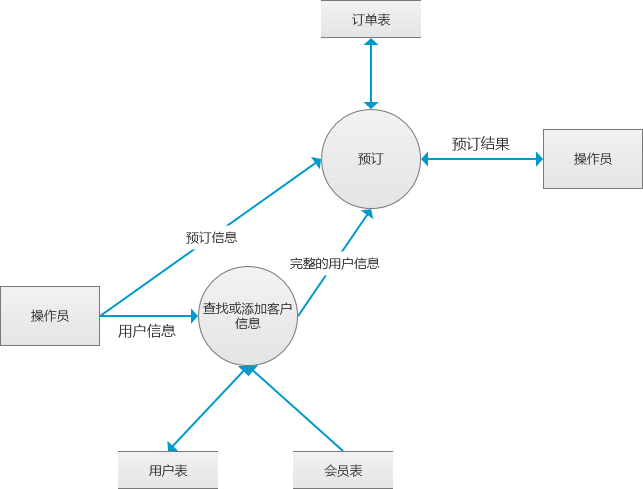 订单表
预订
预订结果
操作员
预订信息
完整的用户信息
操作员
用户信息
查找或添加客户
信息
用户表
会员表